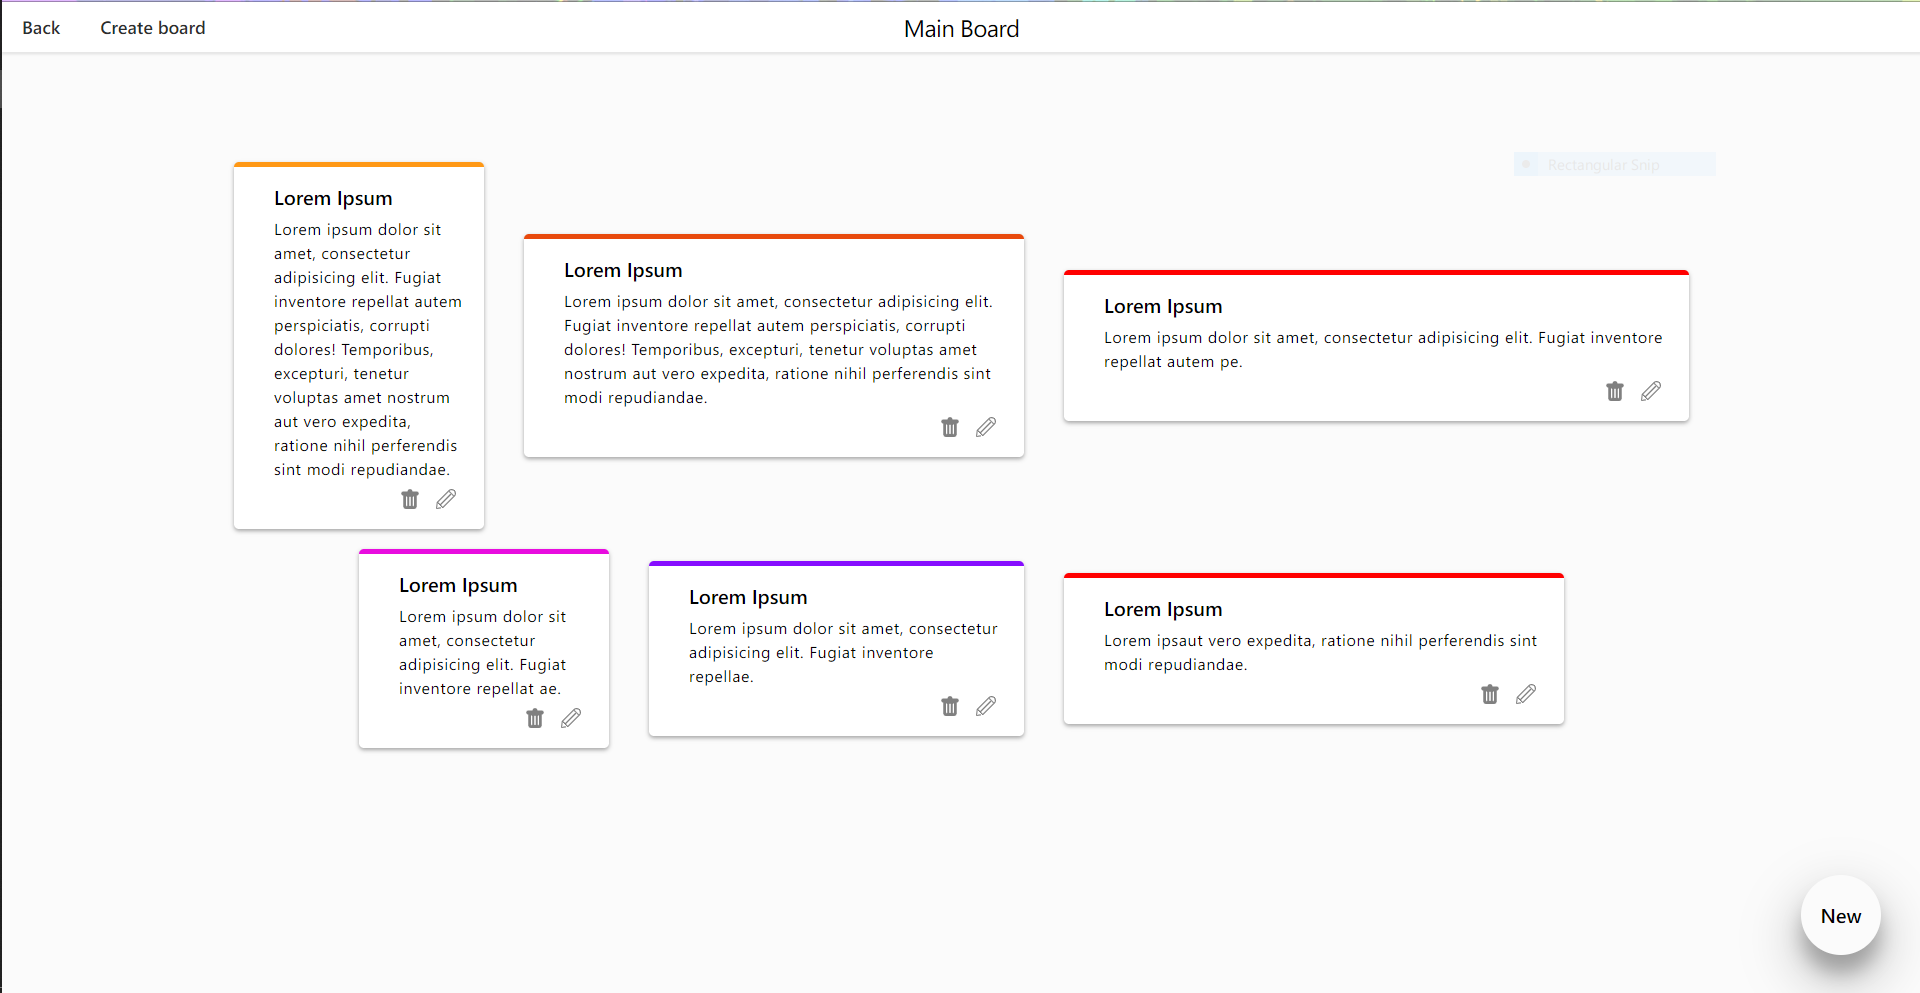 Back
Create board
Main Board
Rectangular Snip
Lorem Ipsum
Lorem ipsum dolor sit
amet, consectetur
adipisicing elit. Fugiat
inventore repellat autem
perspiciatis, corrupti
dolores! Temporibus,
excepturi, tenetur
voluptas amet nostrum
aut vero expedita,
ratione nihil perferendis
sint modi repudiandae.
Lorem Ipsum
Lorem ipsum dolor sit amet, consectetur adipisicing elit.
Fugiat inventore repellat autem perspiciatis, corrupti
dolores! Temporibus, excepturi, tenetur voluptas amet
nostrum aut vero expedita, ratione nihil perferendis sint
modi repudiandae.
Lorem Ipsum
Lorem ipsum dolor sit amet, consectetur adipisicing elit. Fugiat inventore
repellat autem pe.
Lorem Ipsum
Lorem ipsum dolor sit
amet, consectetur
adipisicing elit. Fugiat
inventore repellat ae.
Lorem Ipsum
Lorem ipsum dolor sit amet, consectetur
adipisicing elit. Fugiat inventore
repellae.
Lorem Ipsum
Lorem ipsaut vero expedita, ratione nihil perferendis sint
modi repudiandae.
New